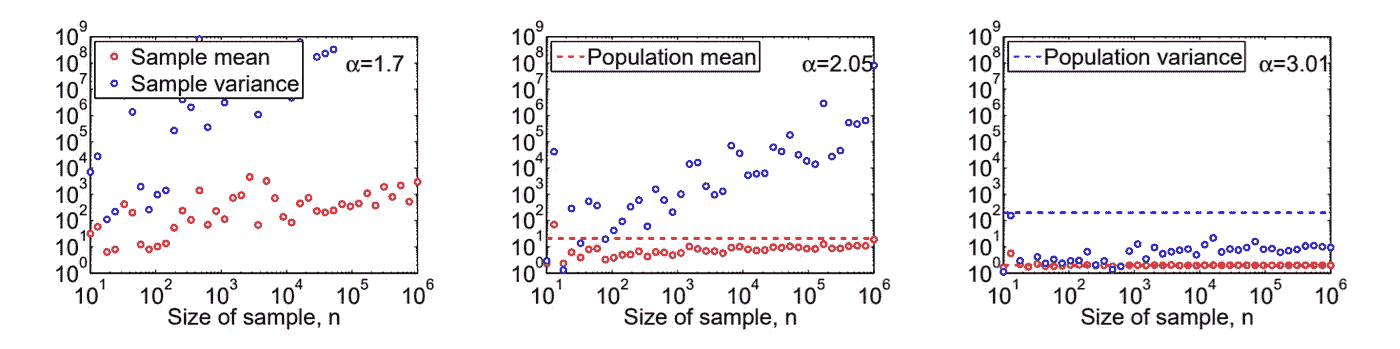 10^9
10^8
10^7
10^6
10^5
10^4
10^3
10^2
10^1
10^0
Sample mean
Sample variance
α=1.7
10^1 10^2 10^3 10^4 10^5 10^6
Size of sample, n
10^9
10^8
10^7
10^6
10^5
10^4
10^3
10^2
10^1
10^0
Population mean
α=2.05
10^1 10^2 10^3 10^4 10^5 10^6
Size of sample, n
10^9
10^8
10^7
10^6
10^5
10^4
10^3
10^2
10^1
10^0
Population variance
α=3.01
10^1 10^2 10^3 10^4 10^5 10^6
Size of sample, n